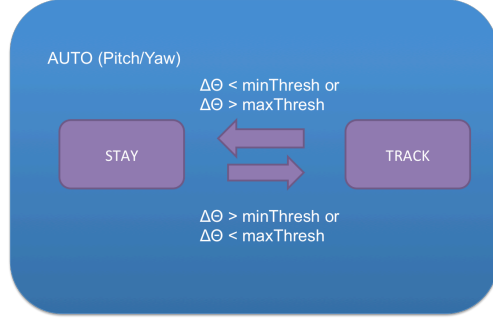 AUTO (Pitch/Yaw)
ΔΘ < minThresh or
ΔΘ > maxThresh
STAY
TRACK
ΔΘ > minThresh or
ΔΘ < maxThresh